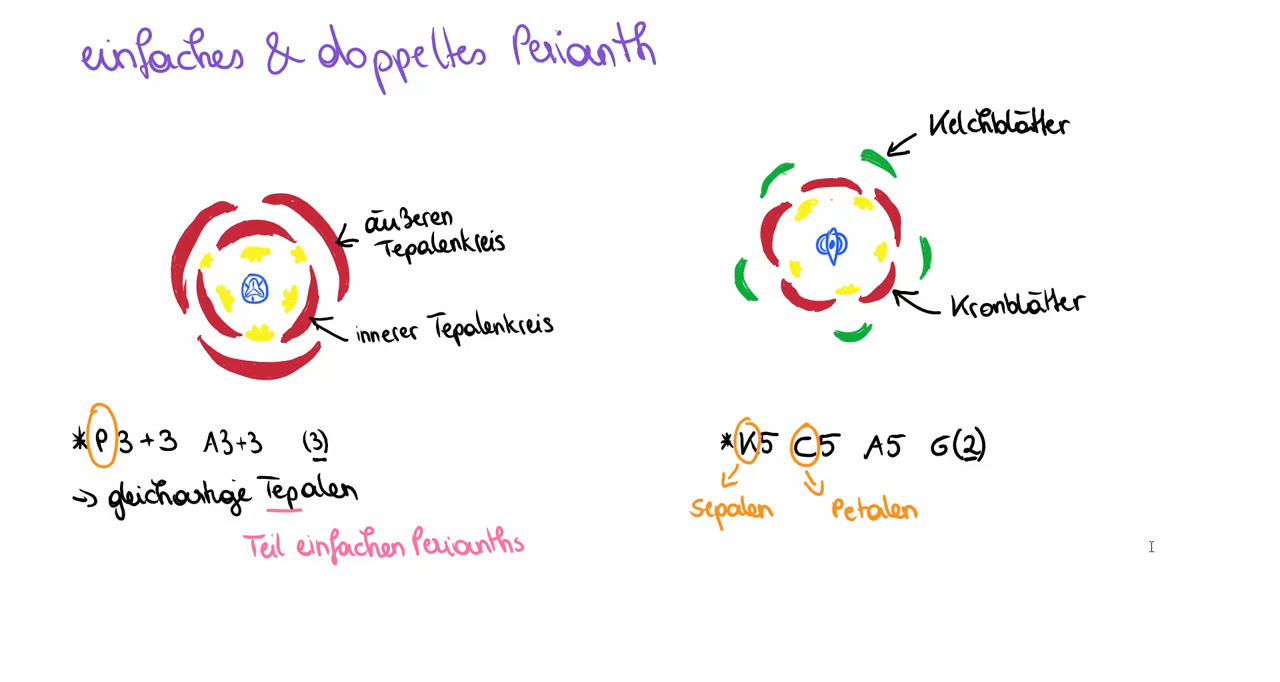 einfaches & doppeltes Perianth
Kelchblätter
äußeren
Tepalenkreis
innerer Tepalenkreis
Kronblätter
*P3+3 A3+3 (3)
→ gleichartige Tepalen
Teil einfachen Perianths
*K5 C5 A5 G(2)
Sepalen Petalen